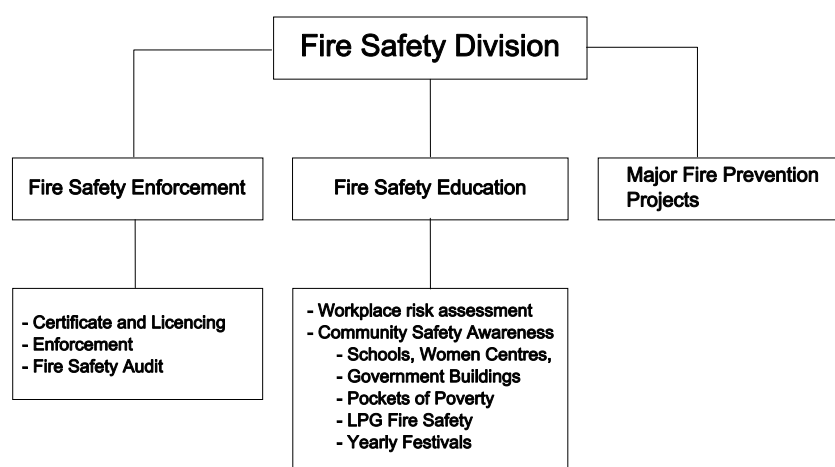 Fire Safety Division
Fire Safety Enforcement
Fire Safety Education
Major Fire Prevention
Projects
- Certificate and Licencing
- Enforcement
- Fire Safety Audit
- Workplace risk assessment
- Community Safety Awareness
- Schools, Women Centres,
- Government Buildings
- Pockets of Poverty
- LPG Fire Safety
- Yearly Festivals